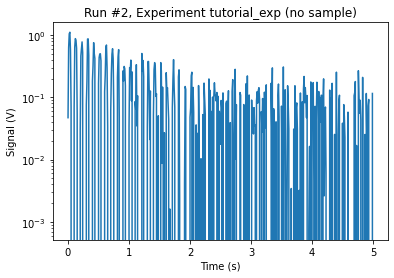 Run #2, Experiment tutorial_exp (no sample)
Signal (V)
10⁰
10⁻¹
10⁻²
10⁻³
0 1 2 3 4 5
Time (s)